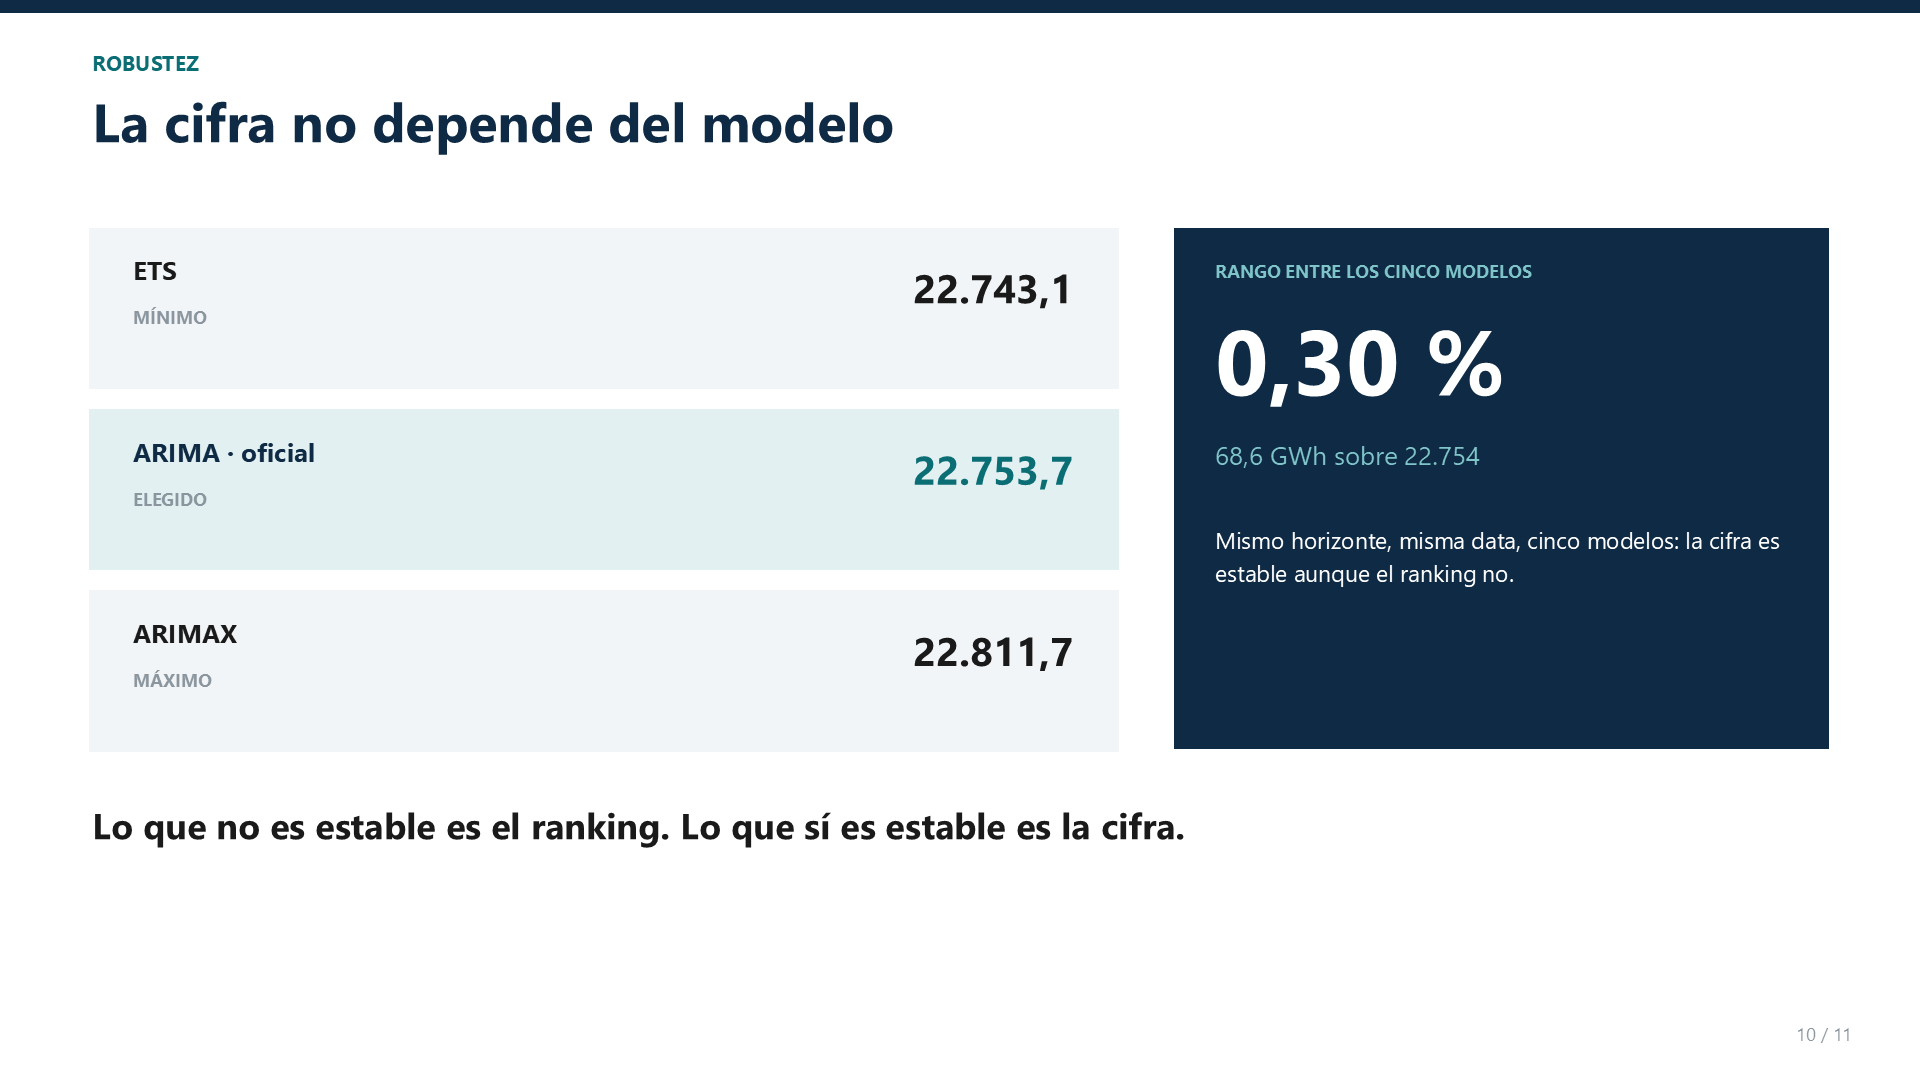 ROBUSTEZ
La cifra no depende del modelo
ETS
MÍNIMO
22.743,1
ARIMA · oficial
ELEGIDO
22.753,7
ARIMAX
MÁXIMO
22.811,7
RANGO ENTRE LOS CINCO MODELOS
0,30 %
68,6 GWh sobre 22.754
Mismo horizonte, misma data, cinco modelos: la cifra es
estable aunque el ranking no.
Lo que no es estable es el ranking. Lo que sí es estable es la cifra.
10 / 11